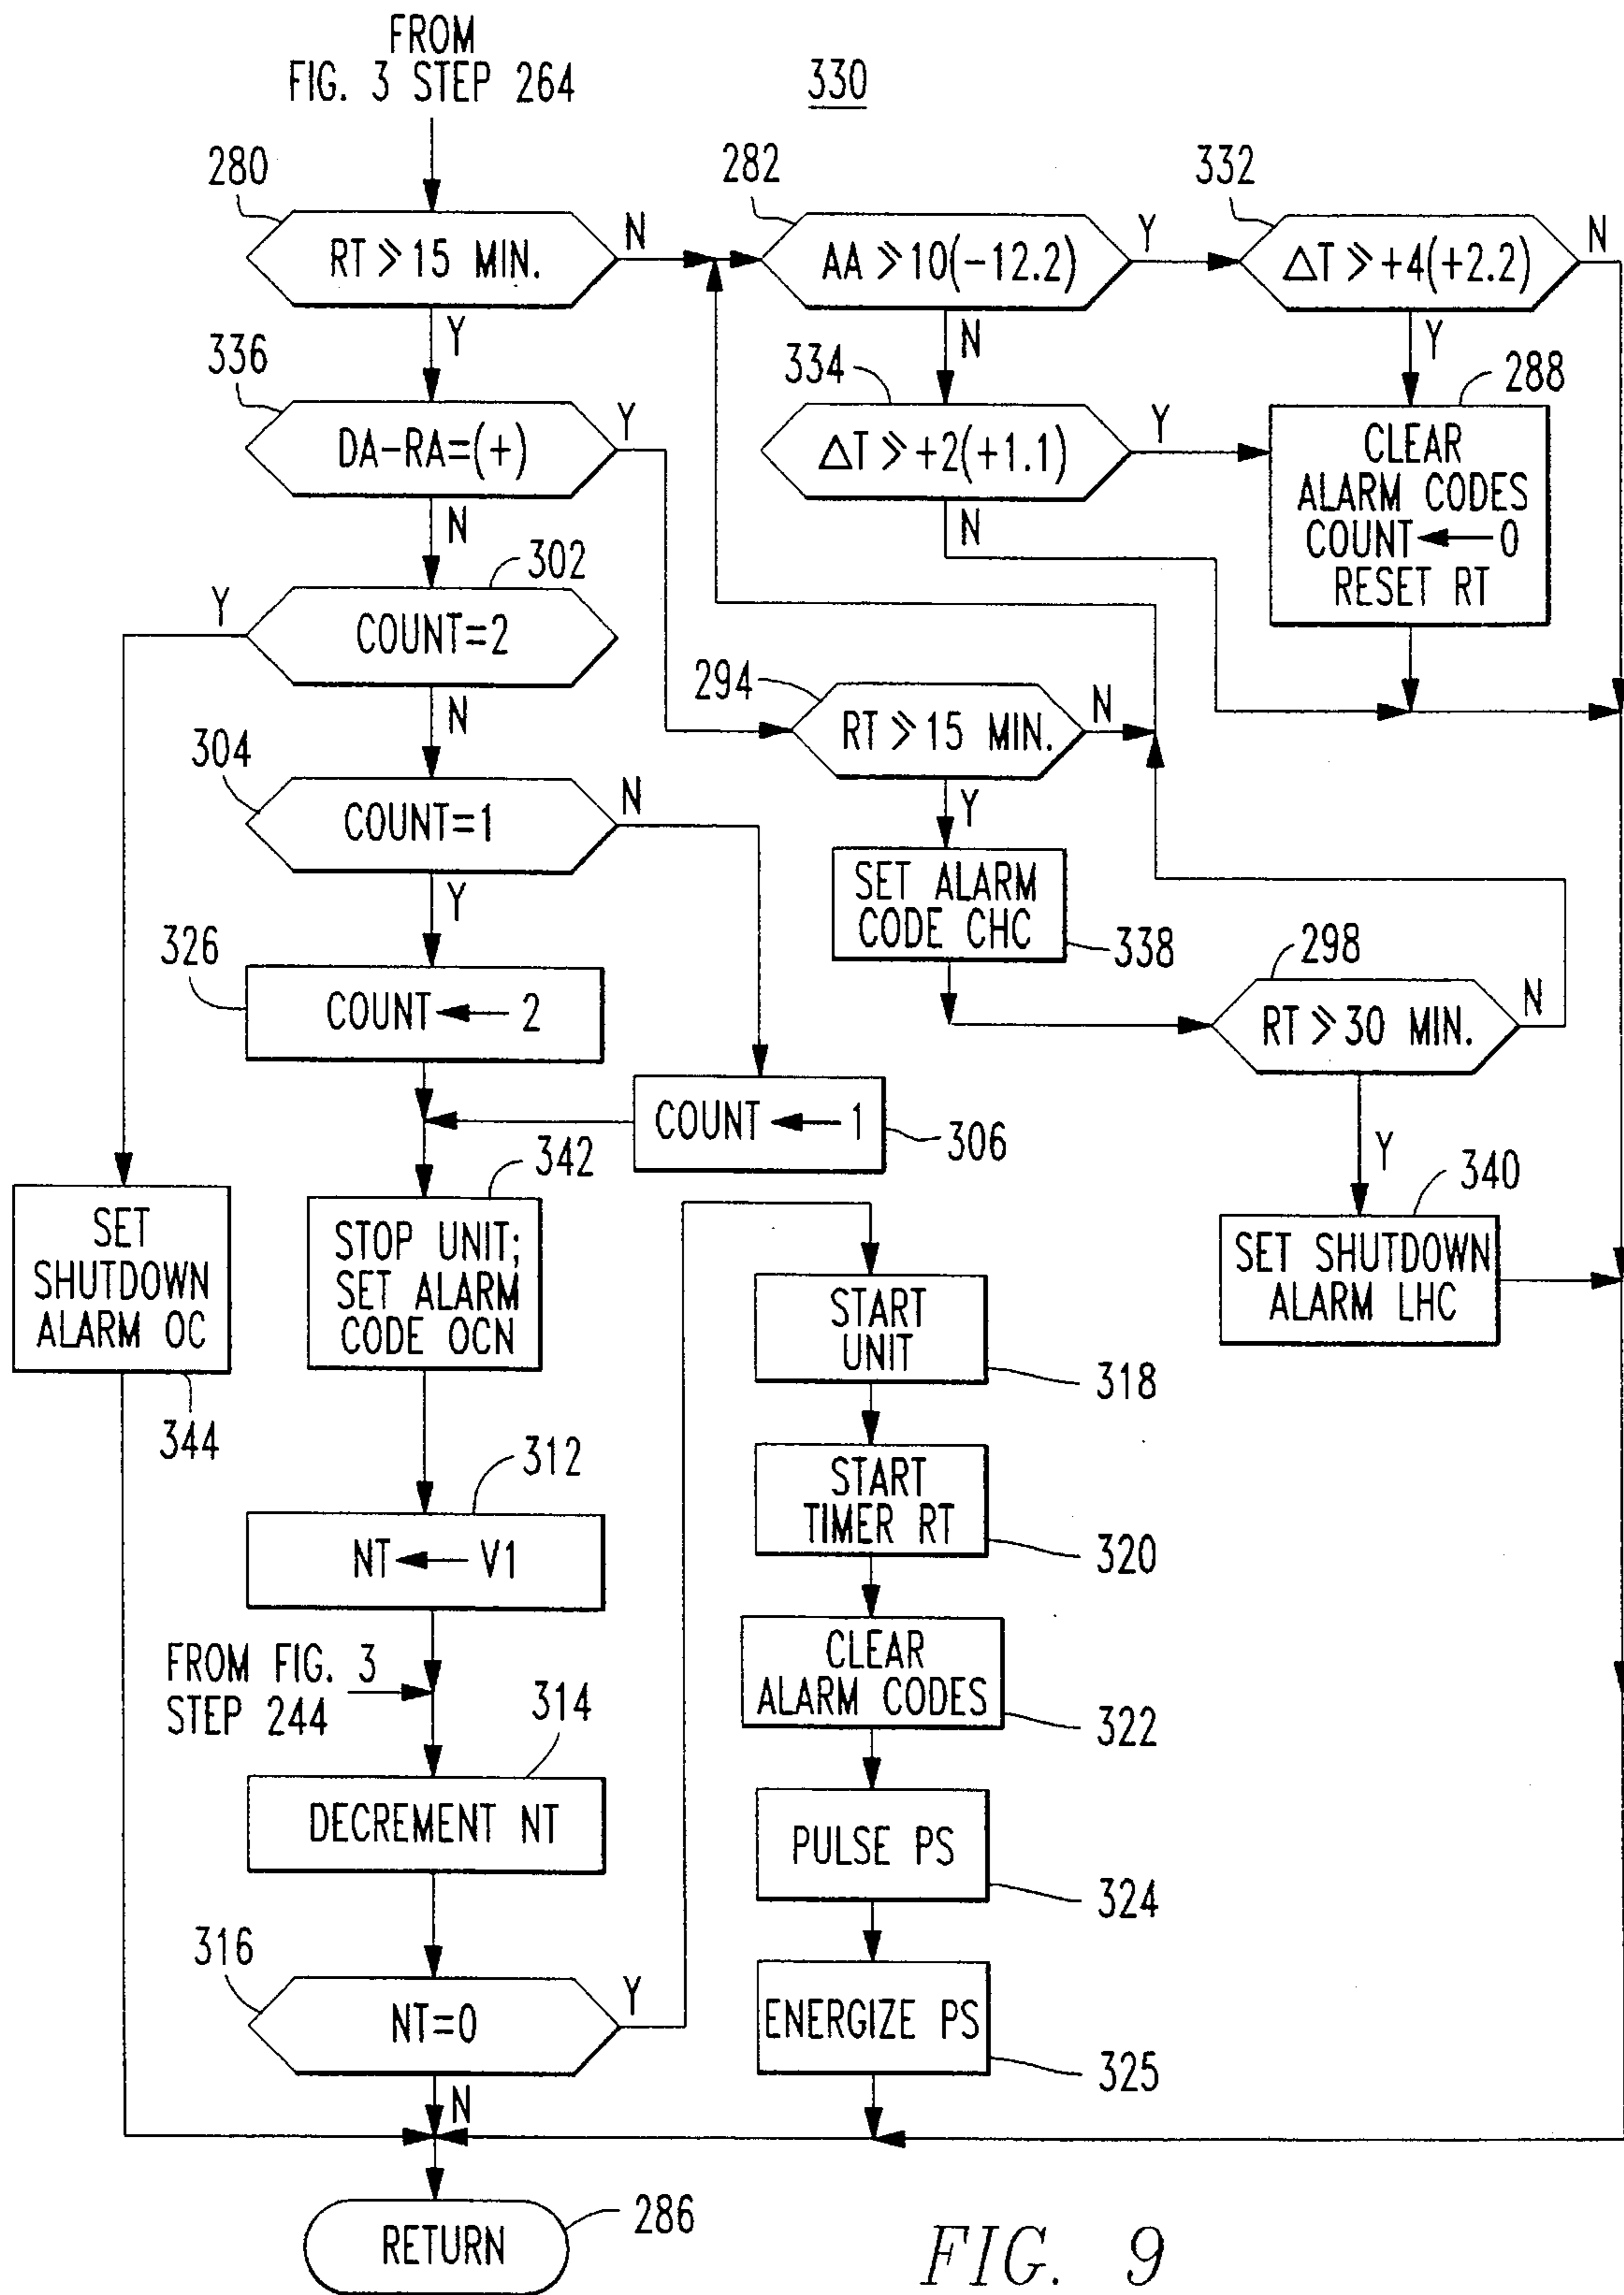 FROM
FIG. 3 STEP 264
330
280
RT ⩾ 15 MIN.
N
Y
282
AA ⩾ 10(-12.2)
Y
N
332
ΔT ⩾ +4(+2.2)
N
Y
336
DA-RA=(+)
Y
N
334
ΔT ⩾ +2(+1.1)
Y
N
288
CLEAR
ALARM CODES
COUNT ← 0
RESET RT
302
Y
COUNT=2
N
294
RT ⩾ 15 MIN.
N
Y
304
COUNT=1
N
Y
SET ALARM
CODE CHC
338
298
RT ⩾ 30 MIN.
N
Y
326
COUNT ← 2
COUNT ← 1
306
340
SET SHUTDOWN
ALARM LHC
SET
SHUTDOWN
ALARM OC
344
342
STOP UNIT;
SET ALARM
CODE OCN
START
UNIT
318
312
NT ← V1
START
TIMER RT
320
FROM FIG. 3
STEP 244
CLEAR
ALARM CODES
322
314
DECREMENT NT
PULSE PS
324
316
NT=0
Y
N
ENERGIZE PS
325
RETURN
286
FIG. 9